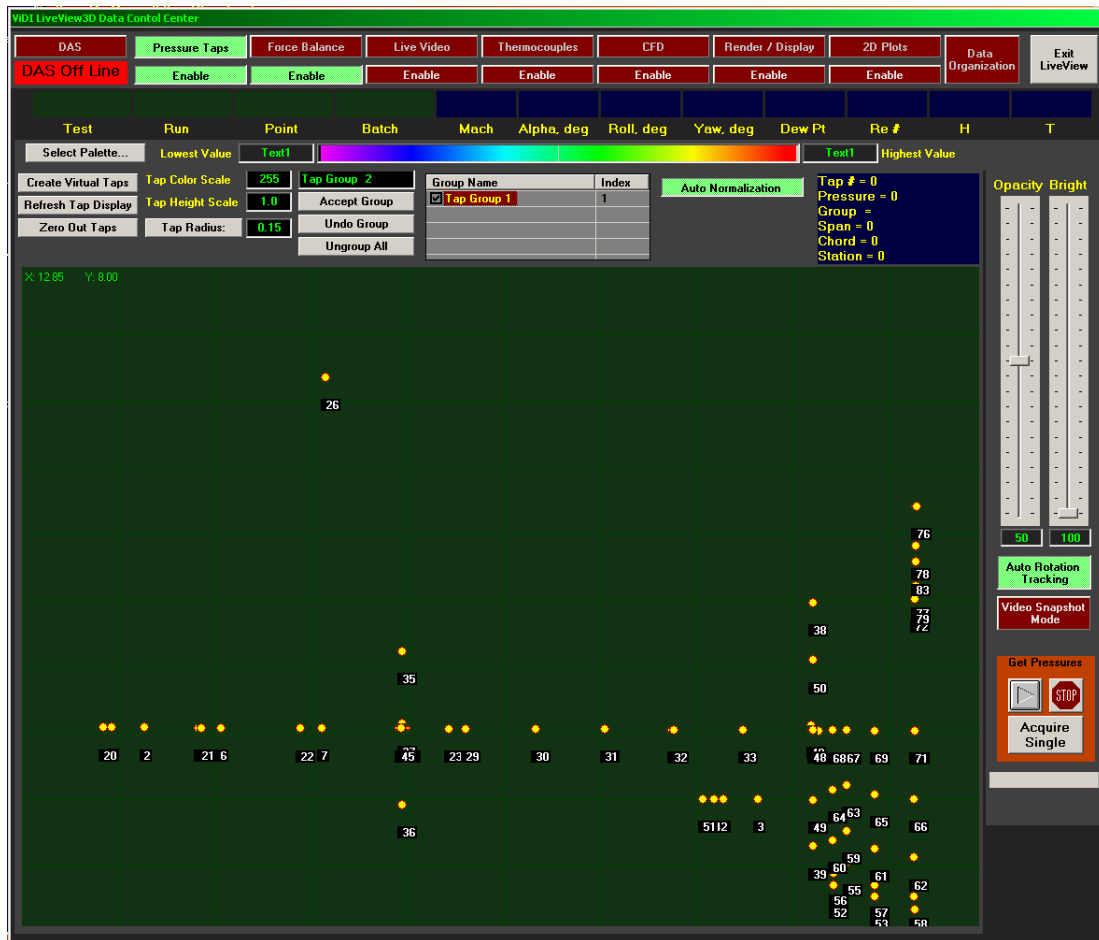 ViDI LiveView3D Data Contol Center
DAS Pressure Taps Force Balance Live Video Thermocouples CFD Render / Display 2D Plots Data Organization Exit LiveView
DAS Off Line Enable Enable Enable Enable Enable Enable Enable
Test Run Point Batch Mach Alpha, deg Roll, deg Yaw, deg Dew Pt Re # H T
Select Palette... Lowest Value Text1 Text1 Highest Value
Create Virtual Taps Tap Color Scale 255 Tap Group 2 Group Name Index Auto Normalization Tap # = 0
Refresh Tap Display Tap Height Scale 1.0 Accept Group Tap Group 1 1 Pressure = 0
Zero Out Taps Tap Radius: 0.15 Undo Group Group =
Ungroup All Span = 0
Chord = 0
Station = 0
Opacity Bright
X: 12.85 Y: 8.00
26
76
78
83
77
79
72
38
35
50
20 2 21 6 22 7 45 23 29 30 31 32 33 48 68 67 69 71
36
51 12 3 49 64 63 65 66
39 60 59 61 62
56 55
52 57
53 58
50 100
Auto Rotation
Tracking
Video Snapshot
Mode
Get Pressures
STOP
Acquire
Single